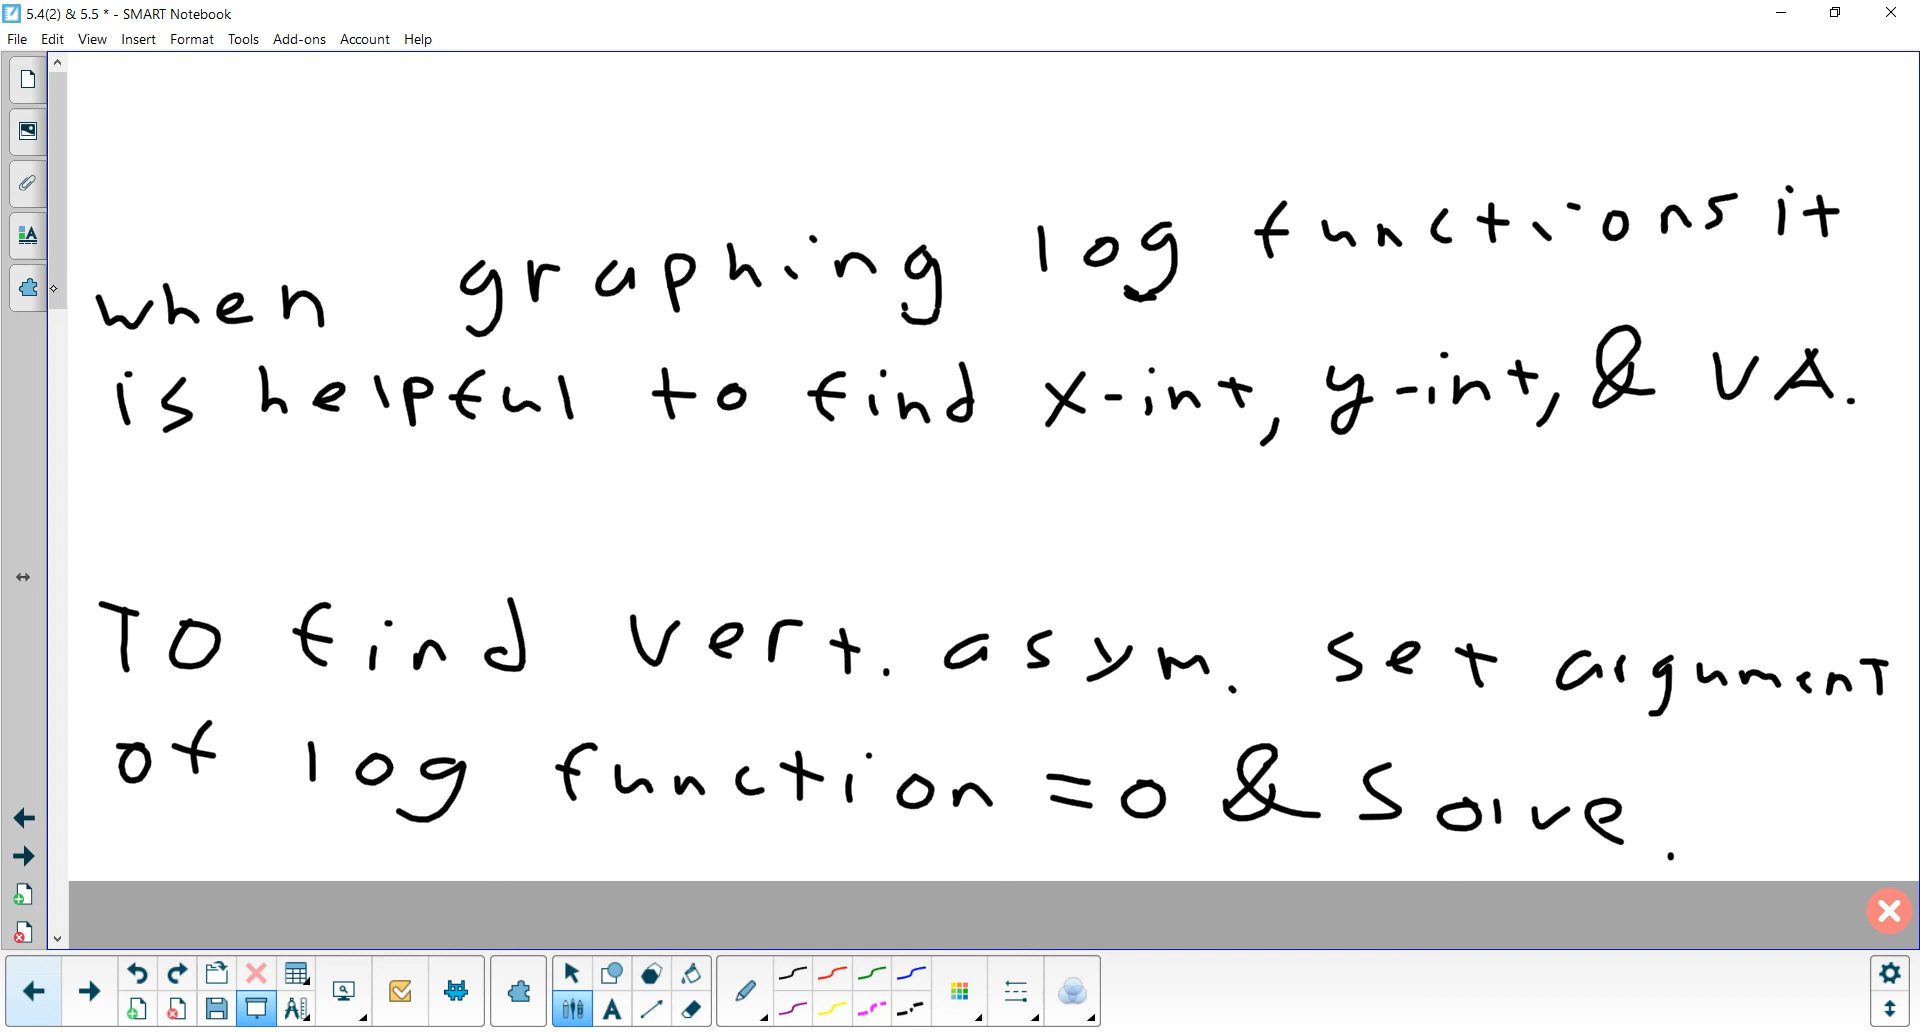 5.4(2) & 5.5 * - SMART Notebook
File Edit View Insert Format Tools Add-ons Account Help
when graphing log functions it
is helpful to find x-int, y-int, & VA.
To find vert. asym. set argument
of log function =0 & solve.